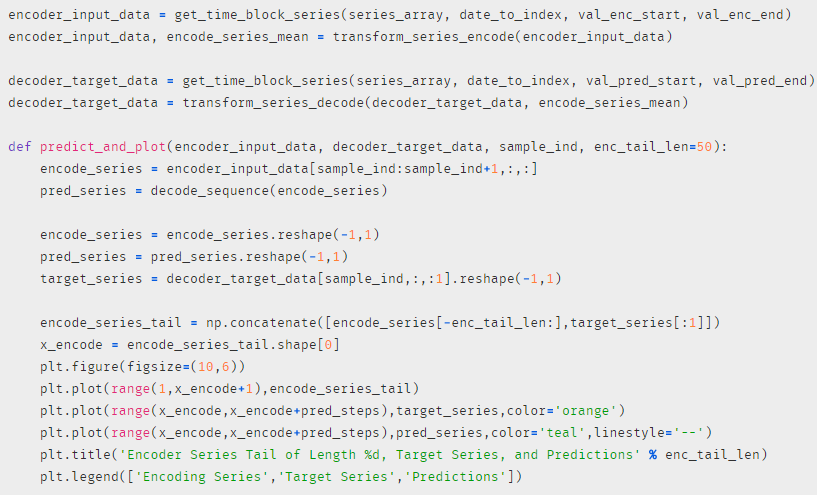 encoder_input_data = get_time_block_series(series_array, date_to_index, val_enc_start, val_enc_end)
encoder_input_data, encode_series_mean = transform_series_encode(encoder_input_data)

decoder_target_data = get_time_block_series(series_array, date_to_index, val_pred_start, val_pred_end)
decoder_target_data = transform_series_decode(decoder_target_data, encode_series_mean)

def predict_and_plot(encoder_input_data, decoder_target_data, sample_ind, enc_tail_len=50):
    encode_series = encoder_input_data[sample_ind:sample_ind+1,:,:]
    pred_series = decode_sequence(encode_series)

    encode_series = encode_series.reshape(-1,1)
    pred_series = pred_series.reshape(-1,1)
    target_series = decoder_target_data[sample_ind,:,:1].reshape(-1,1)

    encode_series_tail = np.concatenate([encode_series[-enc_tail_len:],target_series[:1]])
    x_encode = encode_series_tail.shape[0]
    plt.figure(figsize=(10,6))
    plt.plot(range(1,x_encode+1),encode_series_tail)
    plt.plot(range(x_encode,x_encode+pred_steps),target_series,color='orange')
    plt.plot(range(x_encode,x_encode+pred_steps),pred_series,color='teal',linestyle='--')
    plt.title('Encoder Series Tail of Length %d, Target Series, and Predictions' % enc_tail_len)
    plt.legend(['Encoding Series','Target Series','Predictions'])